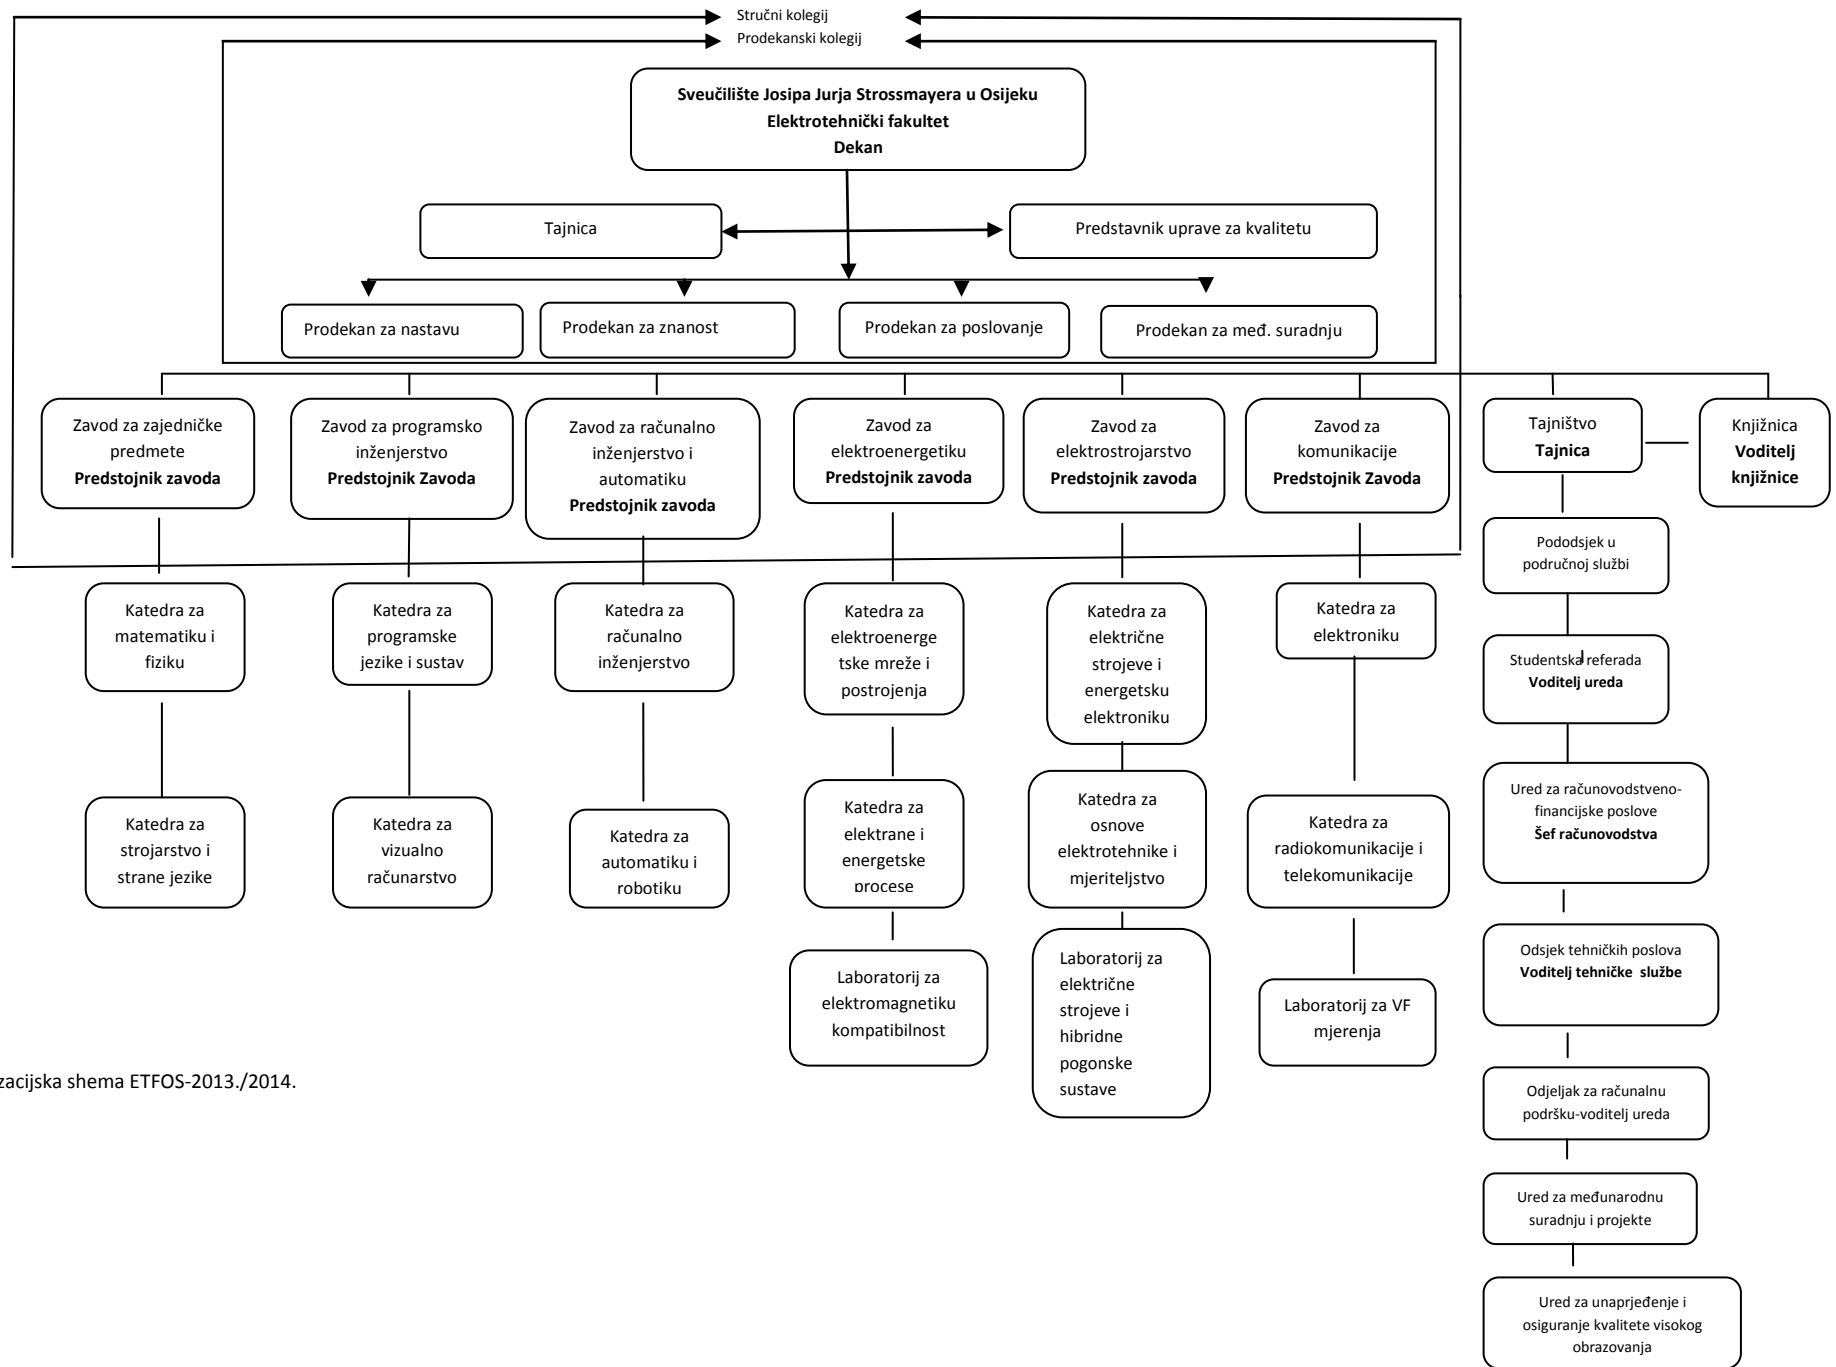 Stručni kolegij
Prodekanski kolegij
Sveučilište Josipa Jurja Strossmayera u Osijeku
Elektrotehnički fakultet
Dekan
Tajnica
Predstavnik uprave za kvalitetu
Prodekan za nastavu
Prodekan za znanost
Prodekan za poslovanje
Prodekan za međ. suradnju
Zavod za zajedničke
predmete
Predstojnik zavoda
Zavod za programsko
inženjerstvo
Predstojnik Zavoda
Zavod za računalno
inženjerstvo i
automatiku
Predstojnik zavoda
Zavod za
elektroenergetiku
Predstojnik zavoda
Zavod za
elektrostrojarstvo
Predstojnik zavoda
Zavod za
komunikacije
Predstojnik Zavoda
Tajništvo
Tajnica
Knjižnica
Voditelj
knjižnice
Katedra za
matematiku i
fiziku
Katedra za
programske
jezike i sustav
Katedra za
računalno
inženjerstvo
Katedra za
elektroenerge
tske mreže i
postrojenja
Katedra za
električne
strojeve i
energetsku
elektroniku
Katedra za
elektroniku
Pododsjek u
područnoj službi
Studentska referada
Voditelj ureda
Katedra za
strojarstvo i
strane jezike
Katedra za
vizualno
računarstvo
Katedra za
automatiku i
robotiku
Katedra za
elektrane i
energetske
procese
Katedra za
osnove
elektrotehnike i
mjeriteljstvo
Katedra za
radiokomunikacije i
telekomunikacije
Ured za računovodstveno-
financijske poslove
Šef računovodstva
Laboratorij za
elektromagnetiku
kompatibilnost
Laboratorij za
električne
strojeve i
hibridne
pogonske
sustave
Laboratorij za VF
mjerenja
Odsjek tehničkih poslova
Voditelj tehničke službe
Odjeljak za računalnu
podršku-voditelj ureda
Ured za međunarodnu
suradnju i projekte
Ured za unaprjeđenje i
osiguranje kvalitete visokog
obrazovanja
zacijska shema ETFOS-2013./2014.